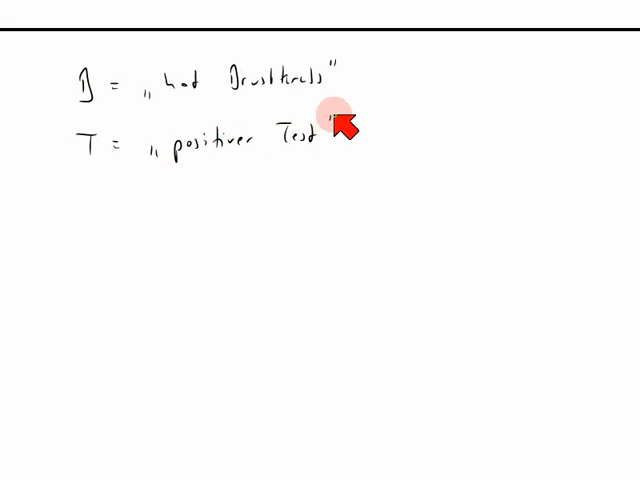 B = „hat Brustkrebs"
T = „positiver Test"